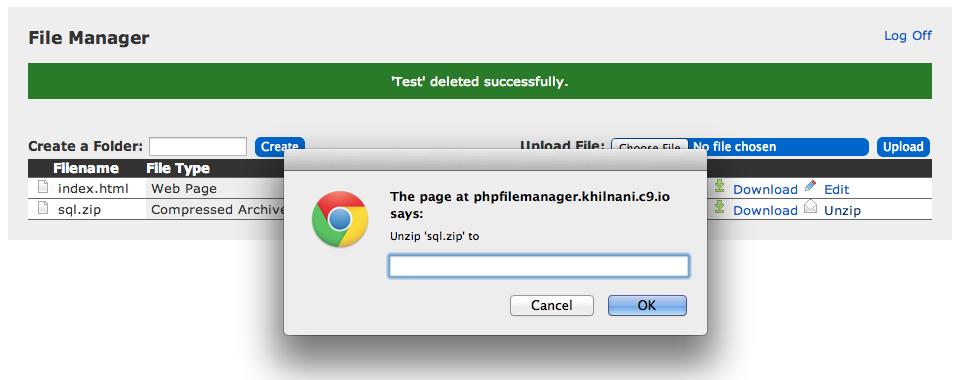 File Manager
Log Off
'Test' deleted successfully.
Create a Folder:
Create
Upload File:
Choose File
No file chosen
Upload
Filename File Type
index.html Web Page
Download Edit
sql.zip Compressed Archive
Download Unzip
The page at phpfilemanager.khilnani.c9.io
says:
Unzip 'sql.zip' to
Cancel
OK